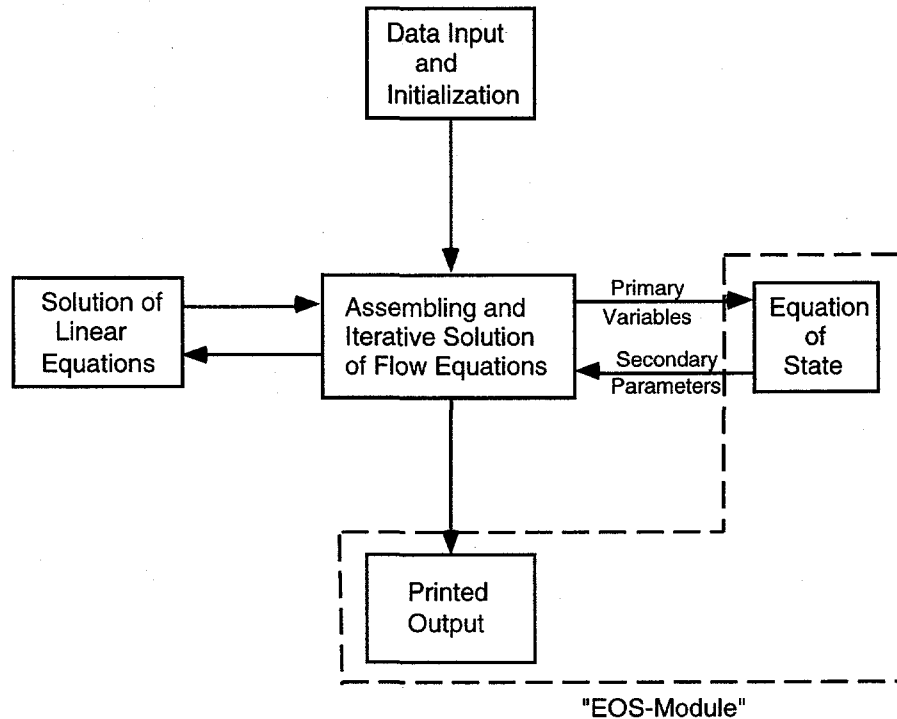 Data Input
and
Initialization
Solution of
Linear
Equations
Assembling and
Iterative Solution
of Flow Equations
Primary
Variables
Secondary
Parameters
Equation
of
State
Printed
Output
"EOS-Module"